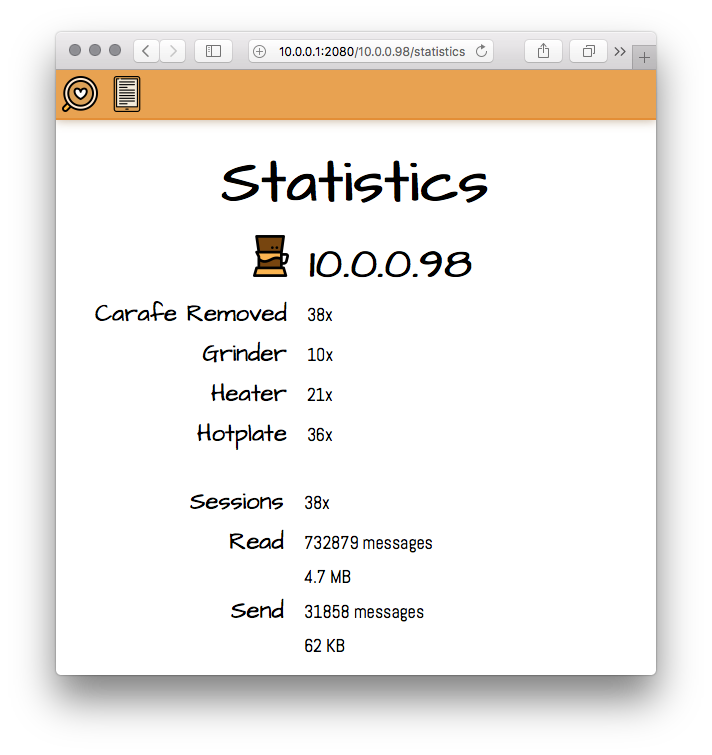 10.0.0.1:2080/10.0.0.98/statistics
Statistics
10.0.0.98
Carafe Removed 38x
Grinder 10x
Heater 21x
Hotplate 36x
Sessions 38x
Read 732879 messages
4.7 MB
Send 31858 messages
62 KB